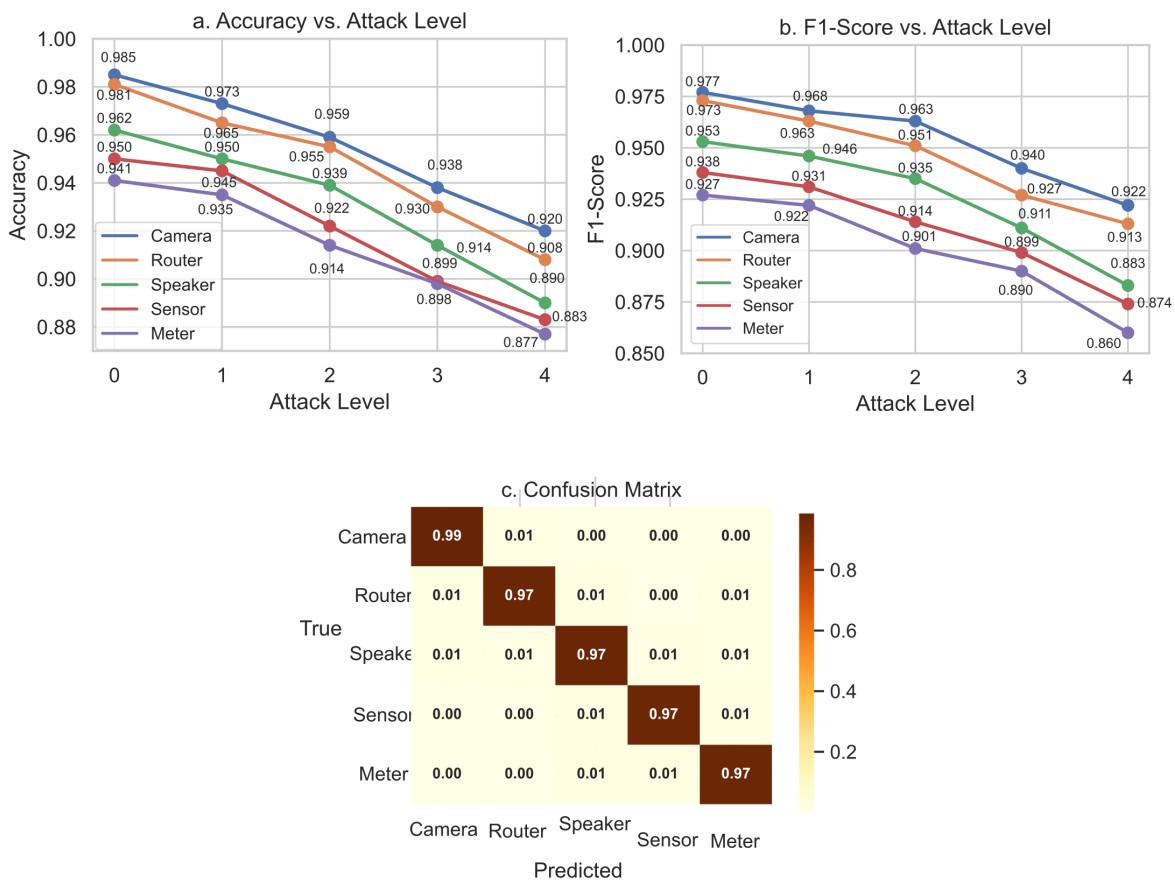 a. Accuracy vs. Attack Level
1.00
0.98
0.96
0.94
0.92
0.90
0.88
Accuracy
0.985
0.973
0.959
0.938
0.920
0.981
0.965
0.955
0.930
0.908
0.962
0.950
0.939
0.914
0.890
0.950
0.945
0.922
0.899
0.883
0.941
0.935
0.914
0.898
0.877
Camera
Router
Speaker
Sensor
Meter
0 1 2 3 4
Attack Level
b. F1-Score vs. Attack Level
1.000
0.975
0.950
0.925
0.900
0.875
0.850
F1-Score
0.977
0.968
0.963
0.940
0.922
0.973
0.963
0.951
0.927
0.913
0.953
0.946
0.935
0.911
0.883
0.938
0.931
0.914
0.899
0.874
0.927
0.922
0.901
0.890
0.860
Camera
Router
Speaker
Sensor
Meter
0 1 2 3 4
Attack Level
c. Confusion Matrix
True
Camera 0.99 0.01 0.00 0.00 0.00
Router 0.01 0.97 0.01 0.00 0.01
Speake 0.01 0.01 0.97 0.01 0.01
Sensor 0.00 0.00 0.01 0.97 0.01
Meter 0.00 0.00 0.01 0.01 0.97
Camera Router Speaker Sensor Meter
Predicted
0.8
0.6
0.4
0.2